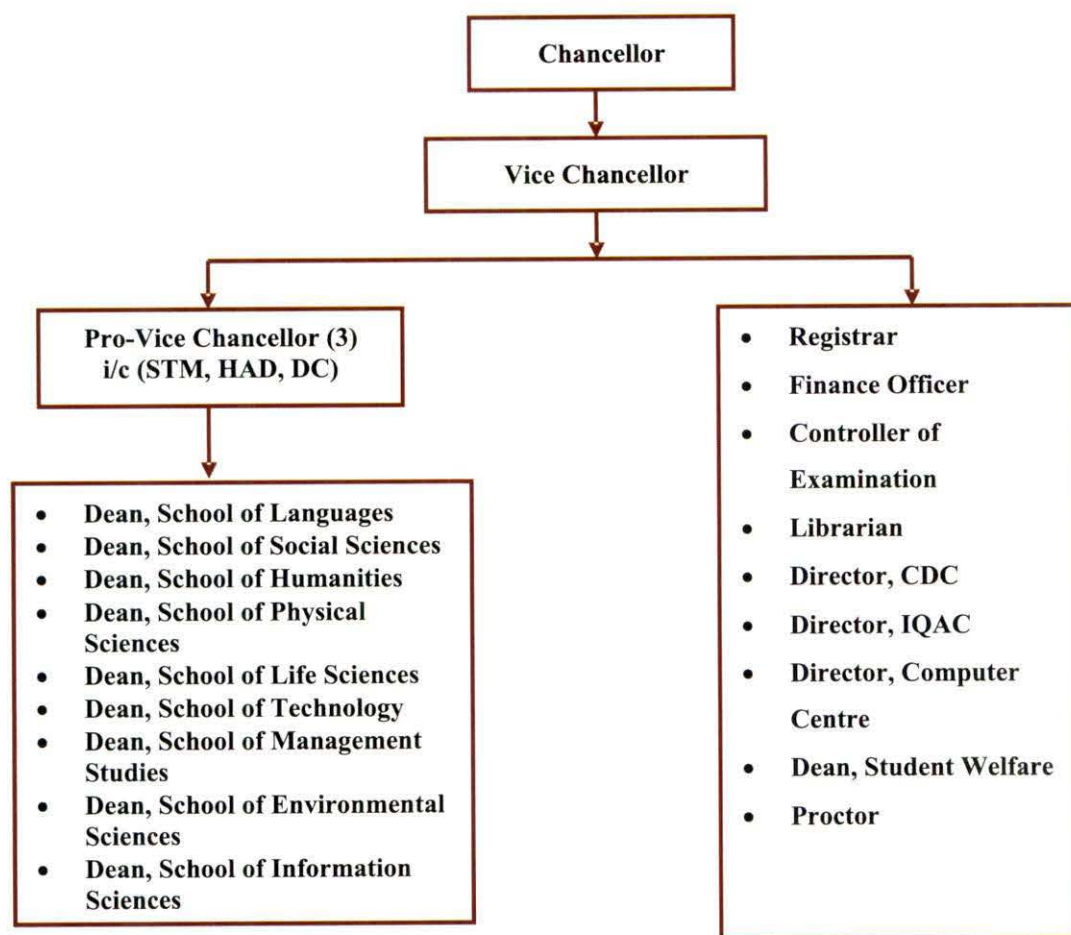 Chancellor
Vice Chancellor
Pro-Vice Chancellor (3)
i/c (STM, HAD, DC)
• Dean, School of Languages
• Dean, School of Social Sciences
• Dean, School of Humanities
• Dean, School of Physical
Sciences
• Dean, School of Life Sciences
• Dean, School of Technology
• Dean, School of Management
Studies
• Dean, School of Environmental
Sciences
• Dean, School of Information
Sciences
• Registrar
• Finance Officer
• Controller of
Examination
• Librarian
• Director, CDC
• Director, IQAC
• Director, Computer
Centre
• Dean, Student Welfare
• Proctor